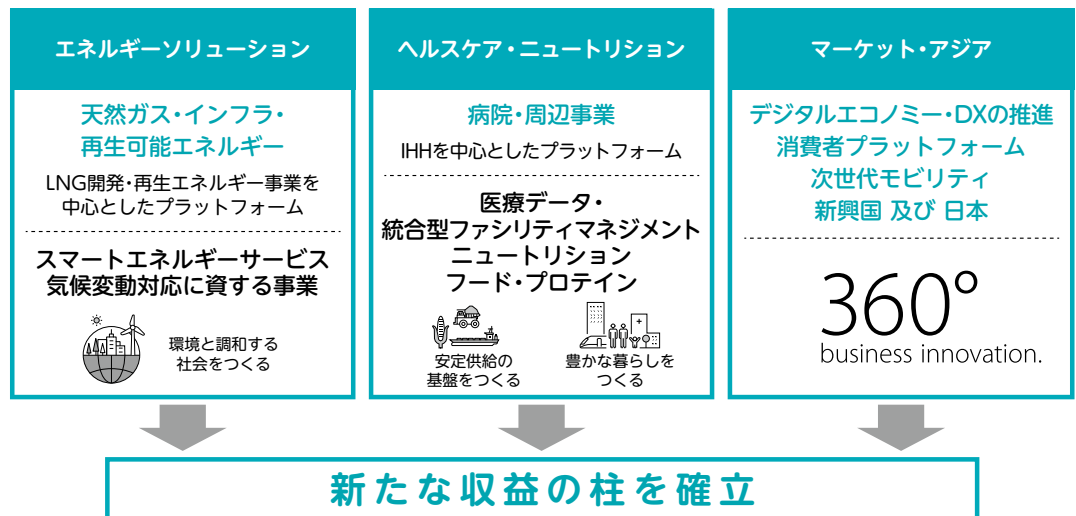 エネルギーソリューション
天然ガス・インフラ・
再生可能エネルギー
LNG開発・再生エネルギー事業を
中心としたプラットフォーム
スマートエネルギーサービス
気候変動対応に資する事業
環境と調和する
社会をつくる
ヘルスケア・ニュートリション
病院・周辺事業
IHHを中心としたプラットフォーム
医療データ・
統合型ファシリティマネジメント
ニュートリション
フード・プロテイン
安定供給の
基盤をつくる
豊かな暮らしを
つくる
マーケット・アジア
デジタルエコノミー・DXの推進
消費者プラットフォーム
次世代モビリティ
新興国 及び 日本
360°
business innovation.
新たな収益の柱を確立